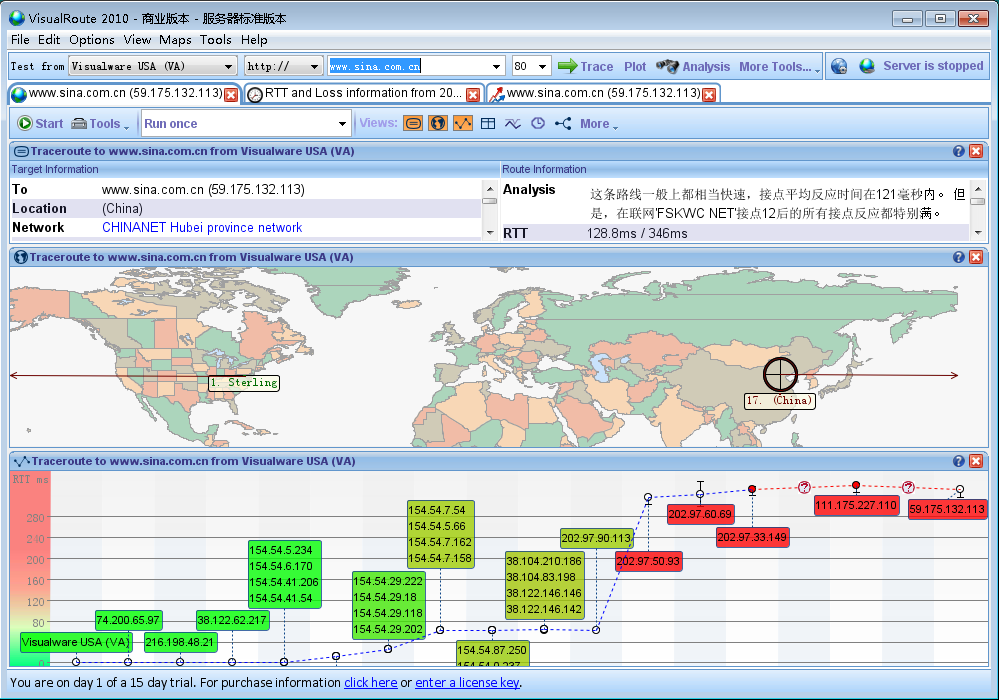 VisualRoute 2010 - 商业版本 - 服务器标准版本
File Edit Options View Maps Tools Help
Test from Visualware USA (VA) http:// www.sina.com.cn 80 Trace Plot Analysis More Tools... Server is stopped
www.sina.com.cn (59.175.132.113) RTT and Loss information from 20... www.sina.com.cn (59.175.132.113)
Start Tools Run once Views: More
Traceroute to www.sina.com.cn from Visualware USA (VA)
Target Information
To www.sina.com.cn (59.175.132.113)
Location (China)
Network CHINANET Hubei province network
Route Information
Analysis 这条路线一般上都相当快速，接点平均反应时间在121毫秒内。但
是，在联网'FSKWC NET'接点12后的所有接点反应都特别满。
RTT 128.8ms / 346ms
Traceroute to www.sina.com.cn from Visualware USA (VA)
1. Sterling
17. (China)
Traceroute to www.sina.com.cn from Visualware USA (VA)
RTT ms
280
240
200
160
120
80
0
Visualware USA (VA)
74.200.65.97
216.198.48.21
38.122.62.217
154.54.5.234
154.54.6.170
154.54.41.206
154.54.41.54
154.54.29.222
154.54.29.18
154.54.29.118
154.54.29.202
154.54.7.54
154.54.5.66
154.54.7.162
154.54.7.158
154.54.87.250
38.104.210.186
38.104.83.198
38.122.146.46
38.122.146.142
202.97.90.113
202.97.50.93
202.97.60.69
202.97.33.149
111.175.227.110
59.175.132.113
You are on day 1 of a 15 day trial. For purchase information click here or enter a license key.